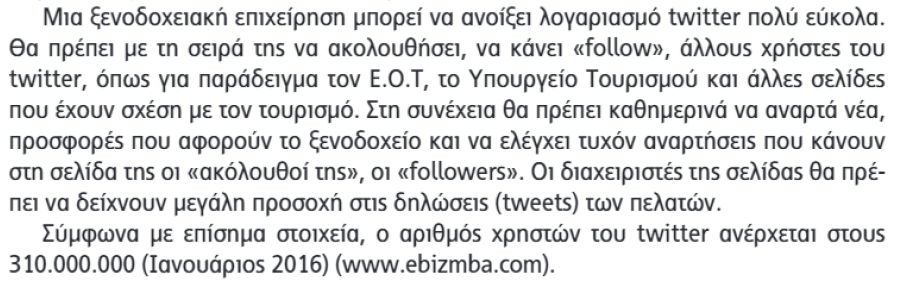 Μια ξενοδοχειακή επιχείρηση μπορεί να ανοίξει λογαριασμό twitter πολύ εύκολα.
Θα πρέπει με τη σειρά της να ακολουθήσει, να κάνει «follow», άλλους χρήστες του
twitter, όπως για παράδειγμα τον Ε.Ο.Τ, το Υπουργείο Τουρισμού και άλλες σελίδες
που έχουν σχέση με τον τουρισμό. Στη συνέχεια θα πρέπει καθημερινά να αναρτά νέα,
προσφορές που αφορούν το ξενοδοχείο και να ελέγχει τυχόν αναρτήσεις που κάνουν
στη σελίδα της οι «ακόλουθοί της», οι «followers». Οι διαχειριστές της σελίδας θα πρέ-
πει να δείχνουν μεγάλη προσοχή στις δηλώσεις (tweets) των πελατών.
Σύμφωνα με επίσημα στοιχεία, ο αριθμός χρηστών του twitter ανέρχεται στους
310.000.000 (Ιανουάριος 2016) (www.ebizmba.com).